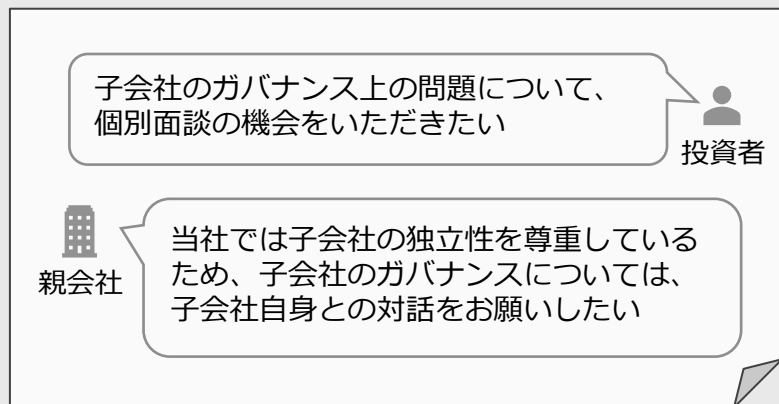 子会社のガバナンス上の問題について、
個別面談の機会をいただきたい
投資者
当社では子会社の独立性を尊重している
ため、子会社のガバナンスについては、
子会社自身との対話をお願いしたい
親会社